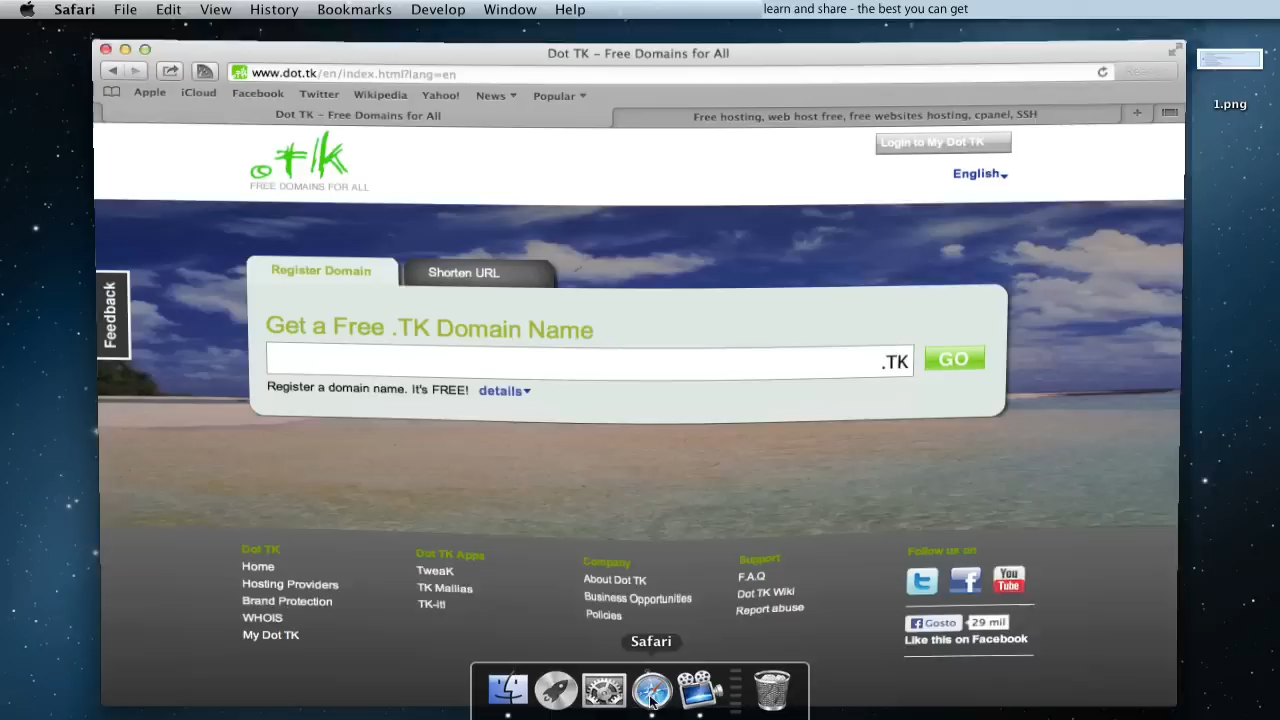 Safari File Edit View History Bookmarks Develop Window Help
learn and share - the best you can get
Dot TK – Free Domains for All
www.dot.tk/en/index.html?lang=en
Apple iCloud Facebook Twitter Wikipedia Yahoo! News Popular
Dot TK – Free Domains for All
Free hosting, web host free, free websites hosting, cpanel, SSH
1.png
.TK
FREE DOMAINS FOR ALL
Login to My Dot TK
English
Feedback
Register Domain
Shorten URL
Get a Free .TK Domain Name
.TK
GO
Register a domain name. It's FREE! details
Dot TK
Home
Hosting Providers
Brand Protection
WHOIS
My Dot TK
Dot TK Apps
TweaK
TK Mailias
TK-it!
Company
About Dot TK
Business Opportunities
Policies
Support
F.A.Q
Dot TK Wiki
Report abuse
Follow us on
You
Tube
Gosto 29 mil
Like this on Facebook
Safari